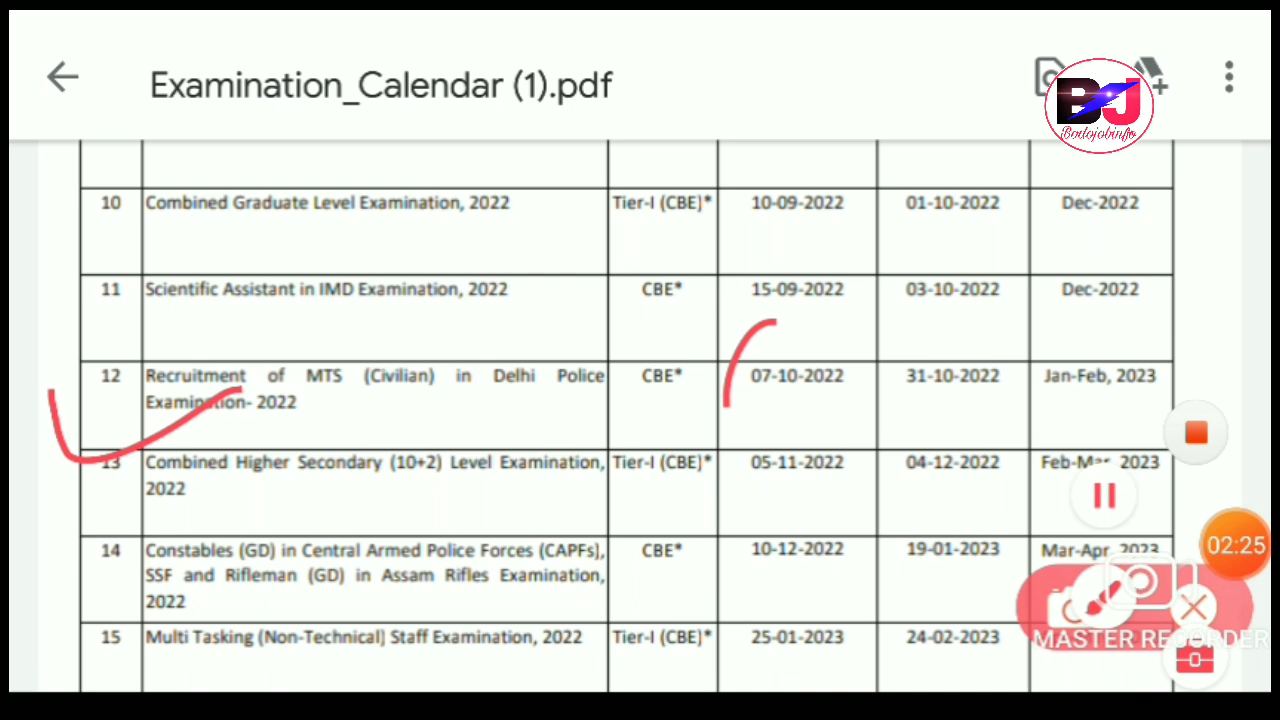 Examination_Calendar (1).pdf
BJ
Bodojobinfo
10 Combined Graduate Level Examination, 2022 Tier-I (CBE)* 10-09-2022 01-10-2022 Dec-2022
11 Scientific Assistant in IMD Examination, 2022 CBE* 15-09-2022 03-10-2022 Dec-2022
12 Recruitment of MTS (Civilian) in Delhi Police CBE* 07-10-2022 31-10-2022 Jan-Feb, 2023
Examination- 2022
13 Combined Higher Secondary (10+2) Level Examination, Tier-I (CBE)* 05-11-2022 04-12-2022 Feb-Mar, 2023
2022
14 Constables (GD) in Central Armed Police Forces (CAPFs), CBE* 10-12-2022 19-01-2023 Mar-Apr, 2023
SSF and Rifleman (GD) in Assam Rifles Examination,
2022
02:25
15 Multi Tasking (Non-Technical) Staff Examination, 2022 Tier-I (CBE)* 25-01-2023 24-02-2023
MASTER RECORDER